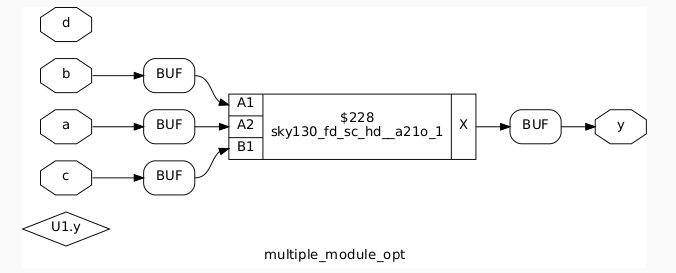 d
b BUF
A1
$228
a BUF A2 sky130_fd_sc_hd__a21o_1 X BUF y
B1
c BUF
U1.y
multiple_module_opt